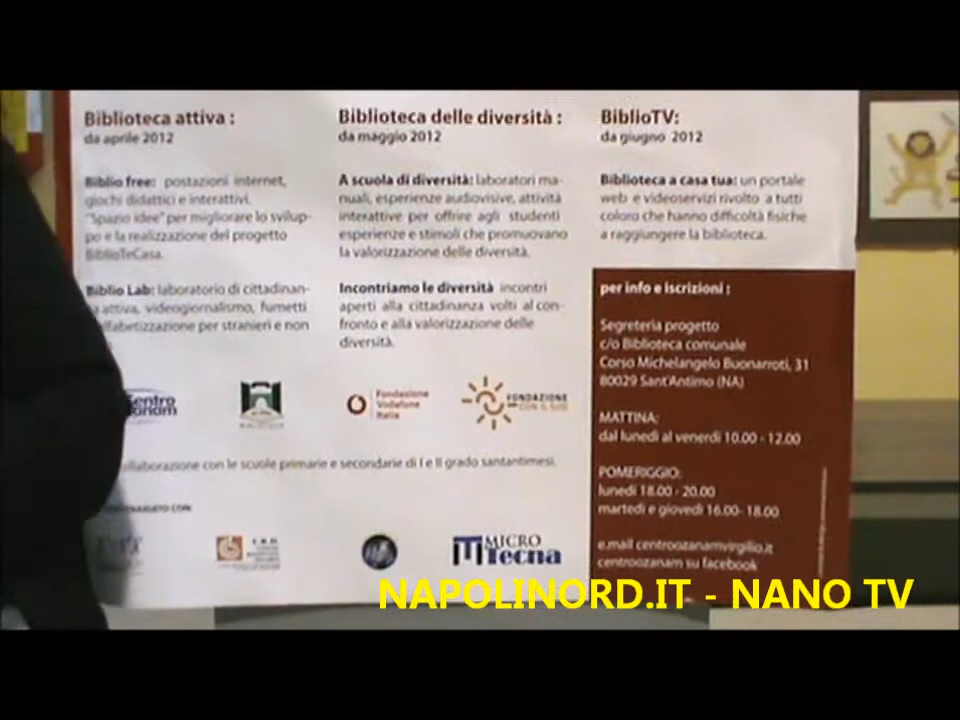 Biblioteca attiva :
da aprile 2012
Biblio free: postazioni internet,
giochi didattici e interattivi.
"Spazio idee" per migliorare lo svilup-
po e la realizzazione del progetto
BiblioTeCasa.
Biblio Lab: laboratorio di cittadinan-
attiva, videogiornalismo, fumetti
alfabetizzazione per stranieri e non
Biblioteca delle diversità :
da maggio 2012
A scuola di diversità: laboratori ma-
nuali, esperienze audiovisive, attività
interattive per offrire agli studenti
esperienze e stimoli che promuovano
la valorizzazione delle diversità.
Incontriamo le diversità incontri
aperti alla cittadinanza volti al con-
fronto e alla valorizzazione delle
diversità.
BiblioTV:
da giugno 2012
Biblioteca a casa tua: un portale
web e videoservizi rivolto a tutti
coloro che hanno difficoltà fisiche
a raggiungere la biblioteca.
per info e iscrizioni :
Segreteria progetto
c/o Biblioteca comunale
Corso Michelangelo Buonarroti, 31
80029 Sant'Antimo (NA)
MATTINA:
dal lunedì al venerdì 10.00 - 12.00
POMERIGGIO:
lunedì 18.00 - 20.00
martedì e giovedì 16.00- 18.00
e.mail centroozanamvirgilio.it
centroozanam su facebook
Centro
Ozanam
Fondazione
Vodafone
Italia
FONDAZIONE
CON IL SUD
collaborazione con le scuole primarie e secondarie di I e II grado santantimesi.
MICRO
Tecna
NAPOLINORD.IT - NANO TV